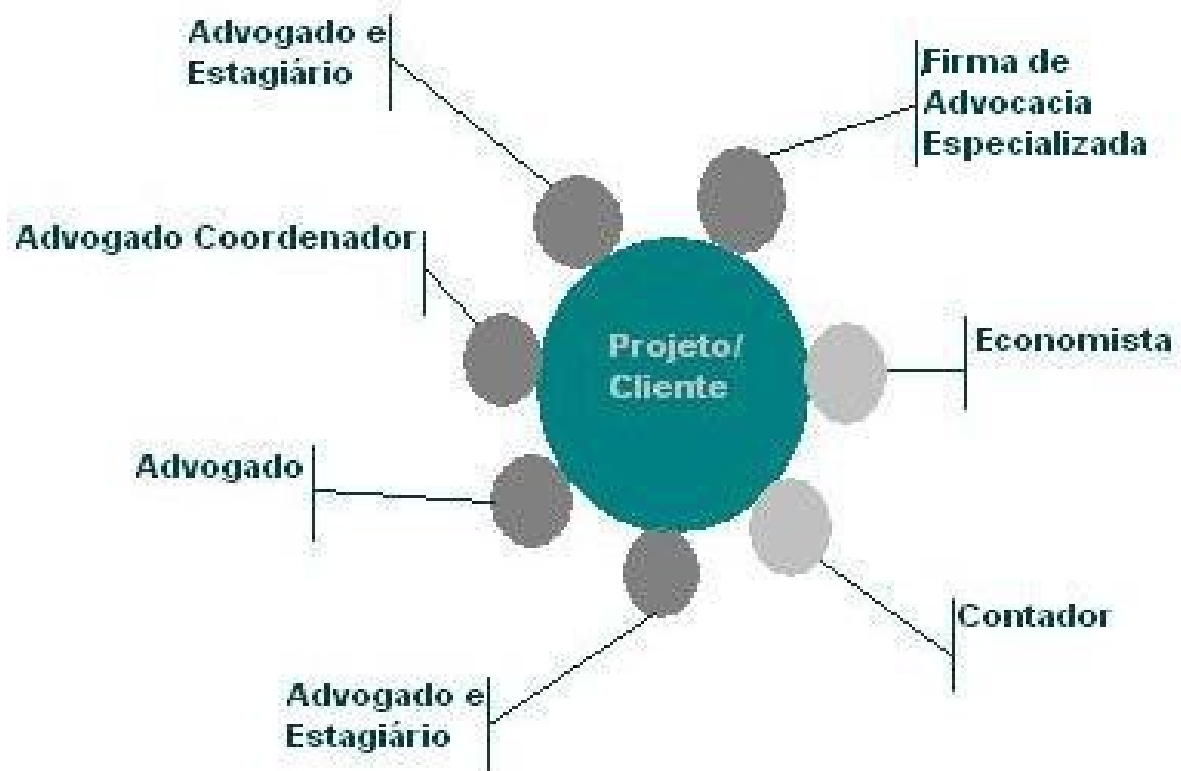 Advogado e
Estagiário
Firma de
Advocacia
Especializada
Advogado Coordenador
Projeto/
Cliente
Economista
Advogado
Contador
Advogado e
Estagiário